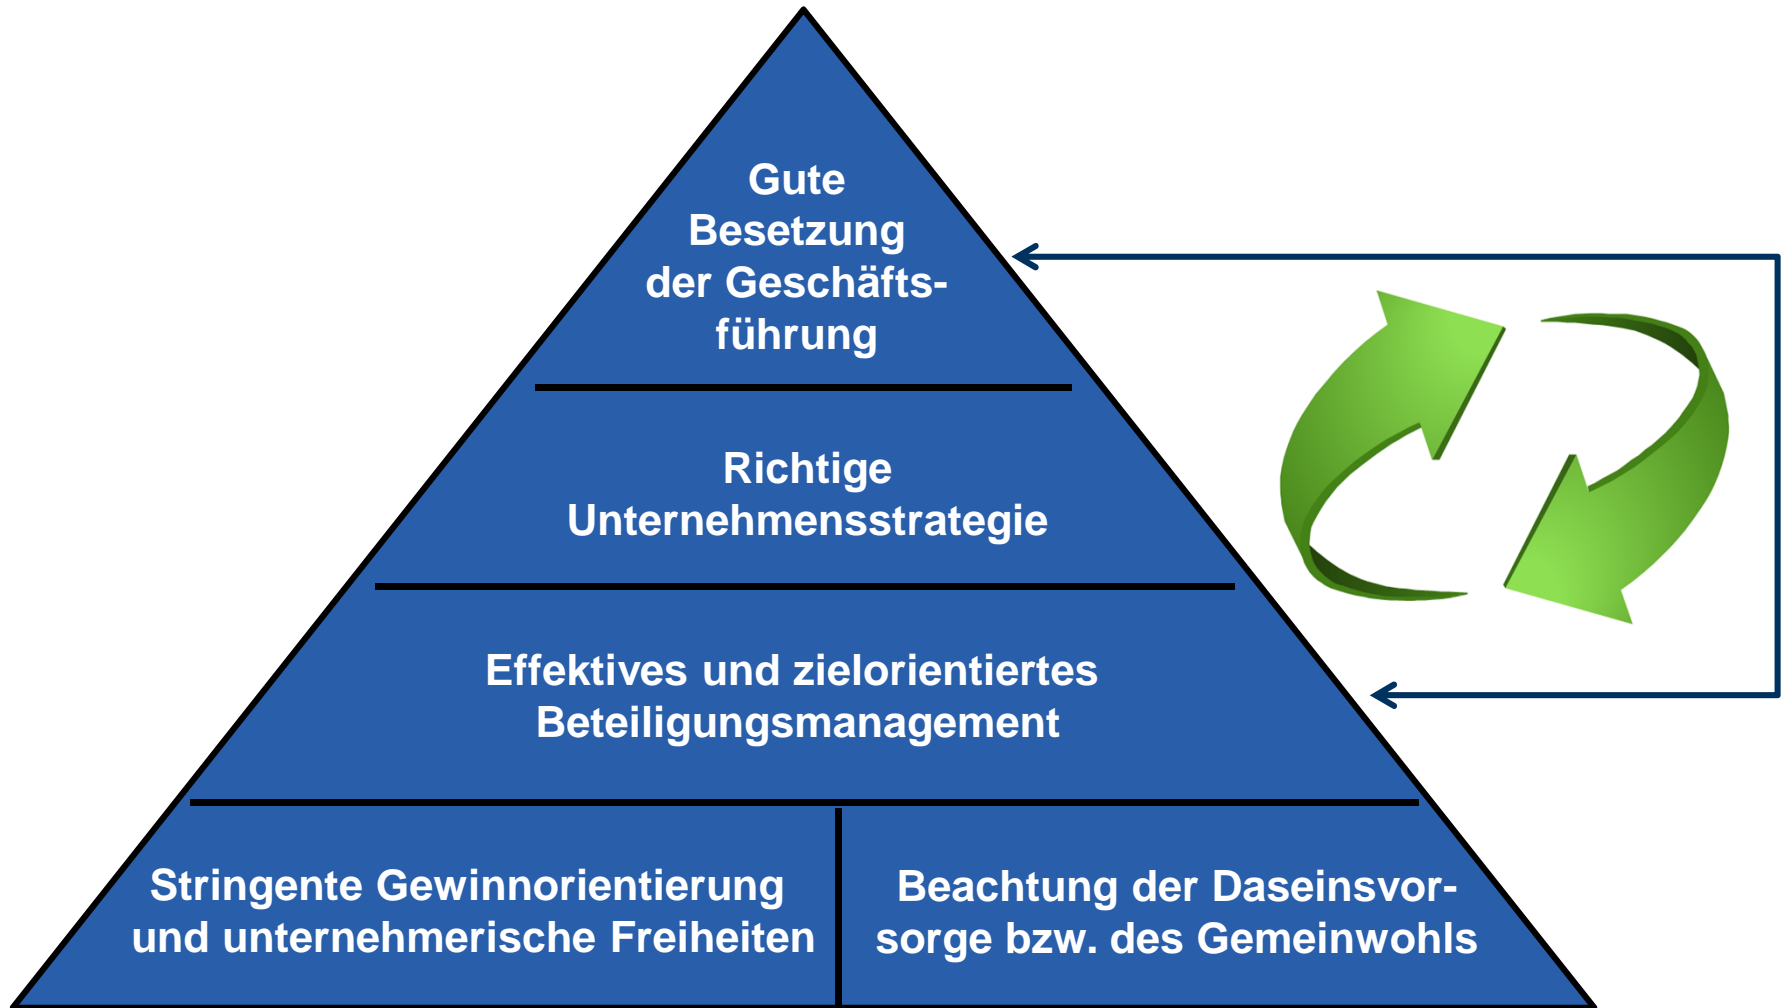 Gute
Besetzung
der Geschäfts-
führung
Richtige
Unternehmensstrategie
Effektives und zielorientiertes
Beteiligungsmanagement
Stringente Gewinnorientierung
und unternehmerische Freiheiten
Beachtung der Daseinsvor-
sorge bzw. des Gemeinwohls